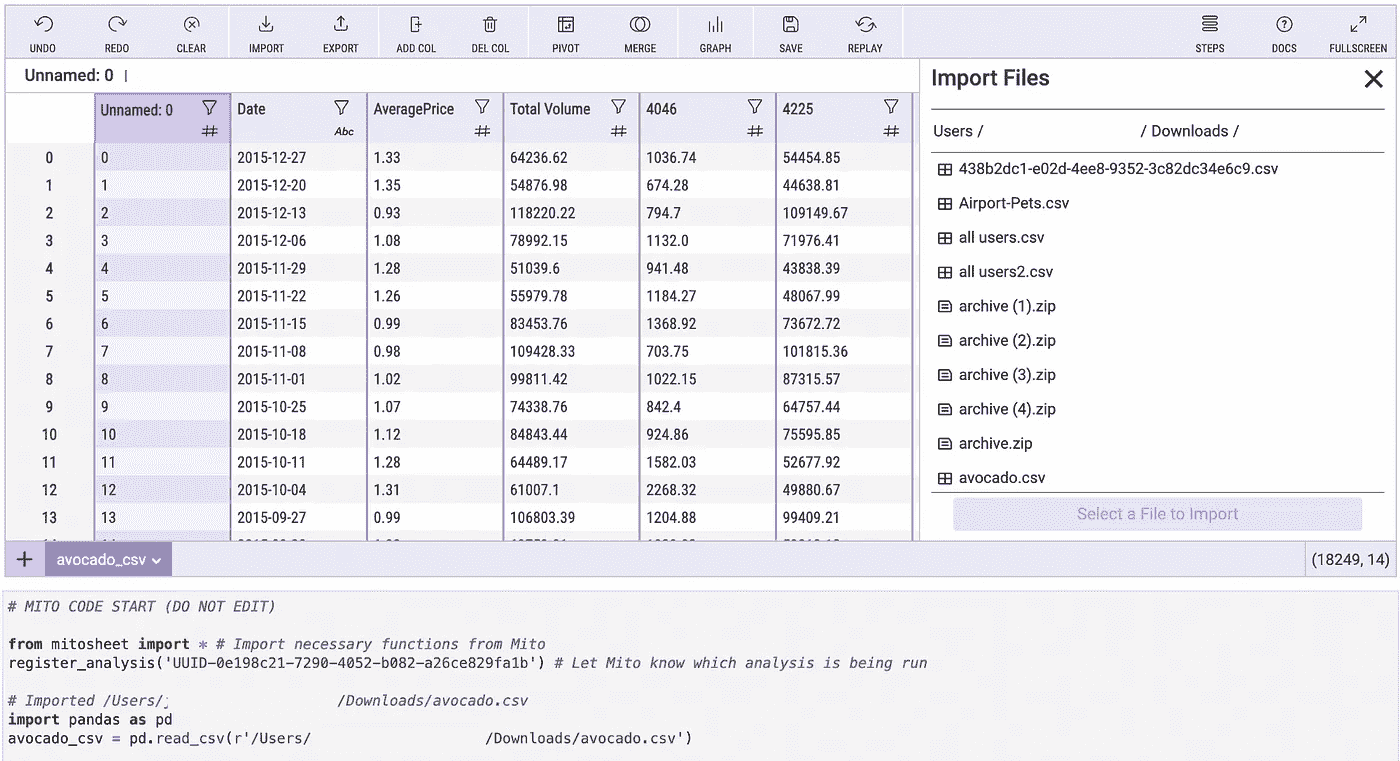 UNDO REDO CLEAR IMPORT EXPORT ADD COL DEL COL PIVOT MERGE GRAPH SAVE REPLAY STEPS DOCS FULLSCREEN
Unnamed: 0
Unnamed: 0 Date AveragePrice Total Volume 4046 4225
# Abc # # # #
0 0 2015-12-27 1.33 64236.62 1036.74 54454.85
1 1 2015-12-20 1.35 54876.98 674.28 44638.81
2 2 2015-12-13 0.93 118220.22 794.7 109149.67
3 3 2015-12-06 1.08 78992.15 1132.0 71976.41
4 4 2015-11-29 1.28 51039.6 941.48 43838.39
5 5 2015-11-22 1.26 55979.78 1184.27 48067.99
6 6 2015-11-15 0.99 83453.76 1368.92 73672.72
7 7 2015-11-08 0.98 109428.33 703.75 101815.36
8 8 2015-11-01 1.02 99811.42 1022.15 87315.57
9 9 2015-10-25 1.07 74338.76 842.4 64757.44
10 10 2015-10-18 1.12 84843.44 924.86 75595.85
11 11 2015-10-11 1.28 64489.17 1582.03 52677.92
12 12 2015-10-04 1.31 61007.1 2268.32 49880.67
13 13 2015-09-27 0.99 106803.39 1204.88 99409.21
Import Files
Users / / Downloads /
438b2dc1-e02d-4ee8-9352-3c82dc34e6c9.csv
Airport-Pets.csv
all users.csv
all users2.csv
archive (1).zip
archive (2).zip
archive (3).zip
archive (4).zip
archive.zip
avocado.csv
Select a File to Import
+ avocado_csv (18249, 14)
# MITO CODE START (DO NOT EDIT)
from mitosheet import * # Import necessary functions from Mito
register_analysis('UUID-0e198c21-7290-4052-b082-a26ce829fa1b') # Let Mito know which analysis is being run
# Imported /Users/ /Downloads/avocado.csv
import pandas as pd
avocado_csv = pd.read_csv(r'/Users/ /Downloads/avocado.csv')